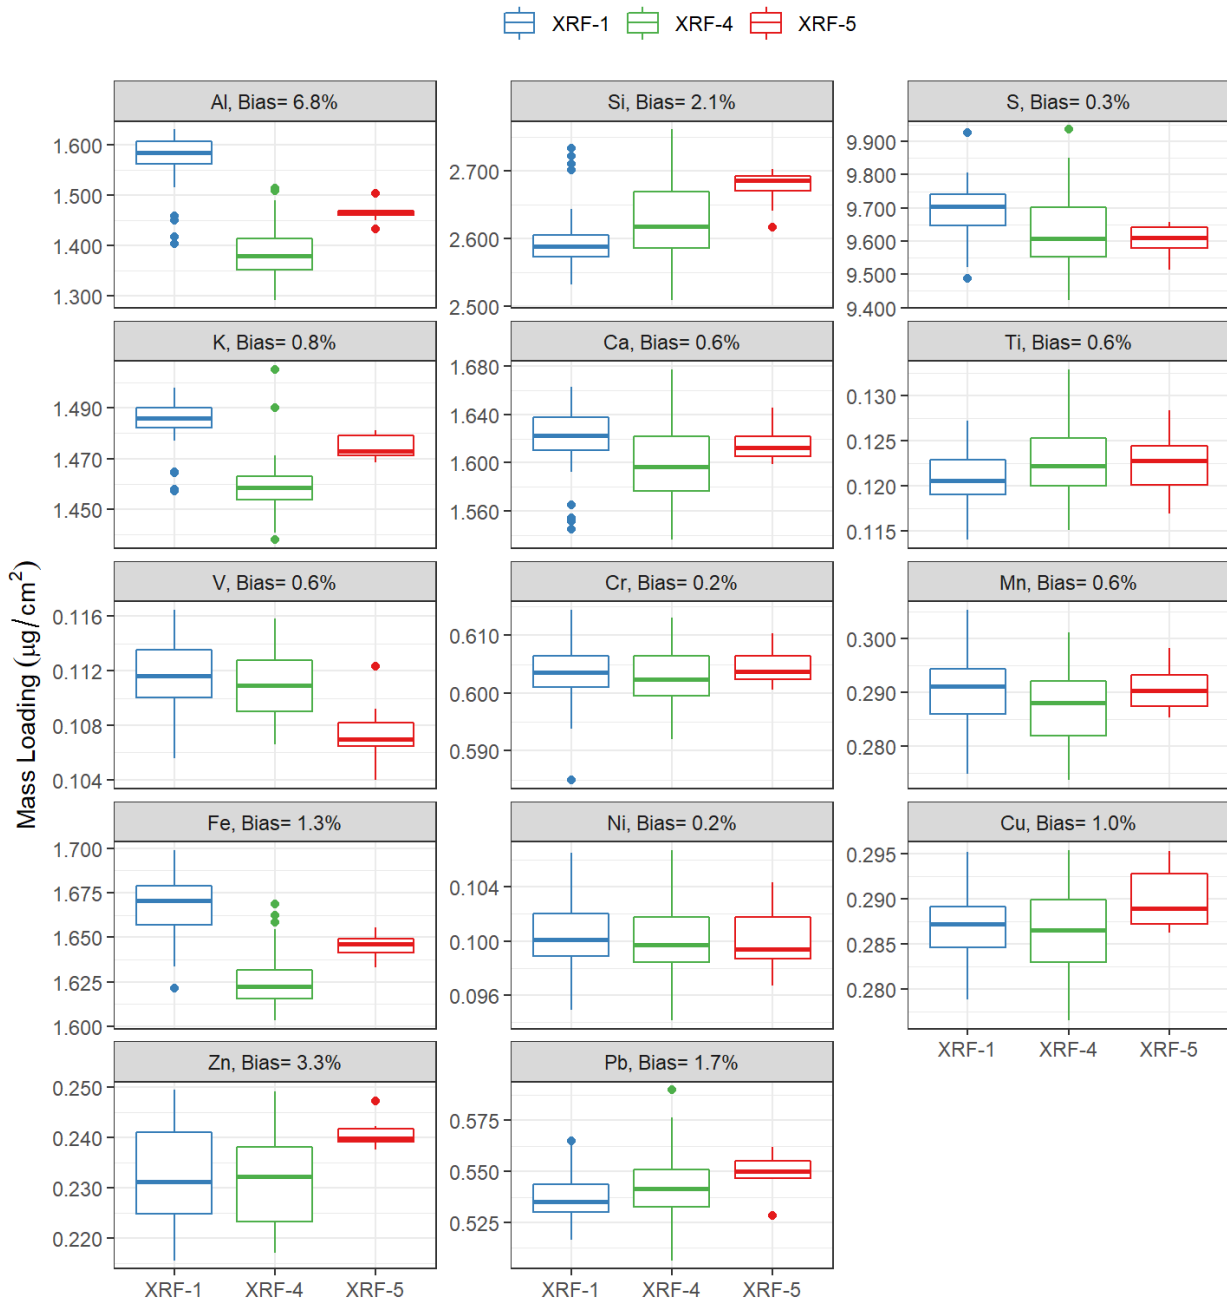 XRF-1 XRF-4 XRF-5
Al, Bias= 6.8%
1.600
1.500
1.400
1.300
Si, Bias= 2.1%
2.700
2.600
2.500
S, Bias= 0.3%
9.900
9.800
9.700
9.600
9.500
9.400
K, Bias= 0.8%
1.490
1.470
1.450
Ca, Bias= 0.6%
1.680
1.640
1.600
1.560
Ti, Bias= 0.6%
0.130
0.125
0.120
0.115
Mass Loading (µg/cm²)
V, Bias= 0.6%
0.116
0.112
0.108
0.104
Cr, Bias= 0.2%
0.610
0.600
0.590
Mn, Bias= 0.6%
0.300
0.290
0.280
Fe, Bias= 1.3%
1.700
1.675
1.650
1.625
1.600
Ni, Bias= 0.2%
0.104
0.100
0.096
Cu, Bias= 1.0%
0.295
0.290
0.285
0.280
XRF-1 XRF-4 XRF-5
Zn, Bias= 3.3%
0.250
0.240
0.230
0.220
XRF-1 XRF-4 XRF-5
Pb, Bias= 1.7%
0.575
0.550
0.525
XRF-1 XRF-4 XRF-5